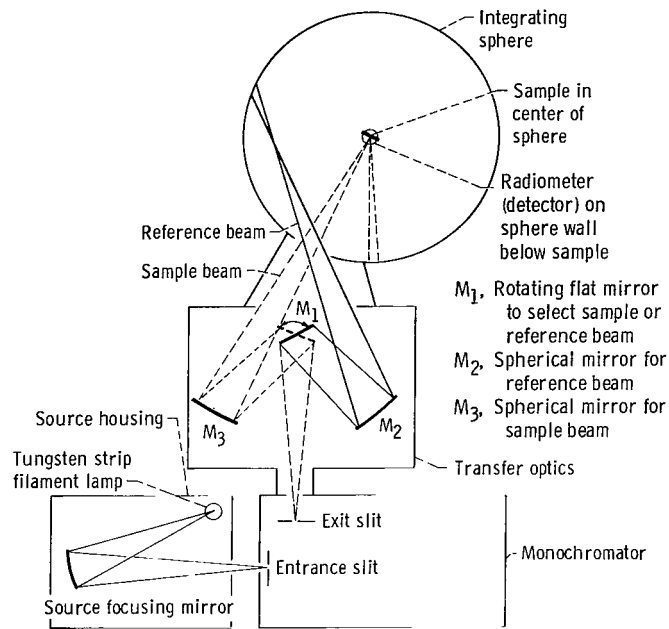 Integrating
sphere
Sample in
center of
sphere
Radiometer
(detector) on
sphere wall
below sample
Reference beam
Sample beam
M1
M1, Rotating flat mirror
to select sample or
reference beam
M2, Spherical mirror for
reference beam
M3, Spherical mirror for
sample beam
M3
M2
Source housing
Transfer optics
Tungsten strip
filament lamp
Exit slit
Monochromator
Entrance slit
Source focusing mirror